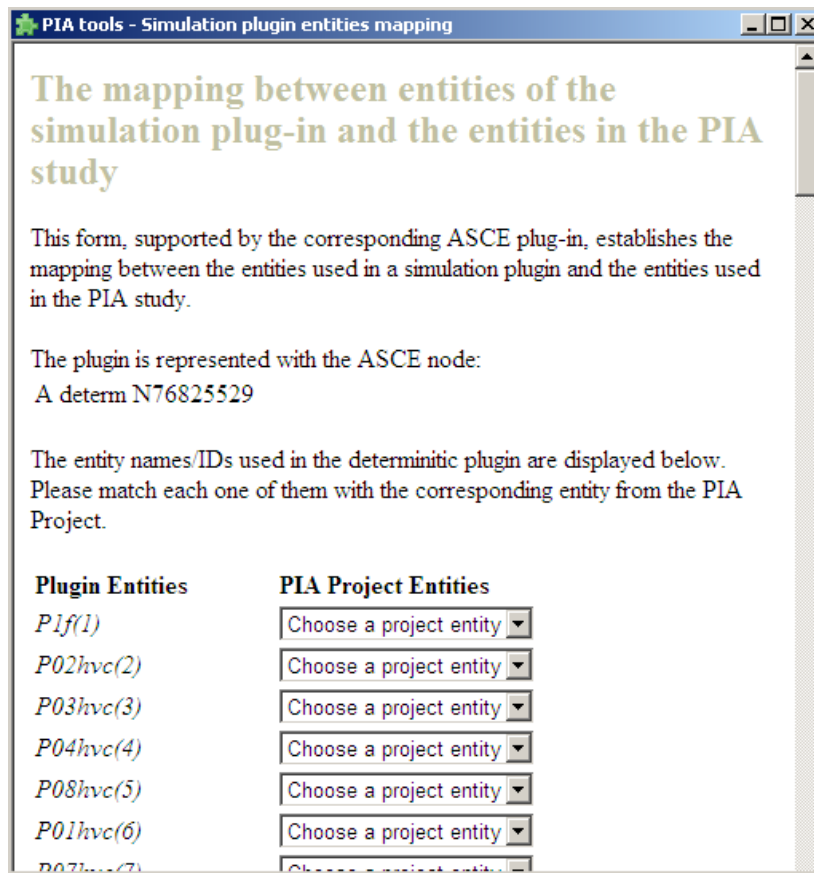 PIA tools - Simulation plugin entities mapping
The mapping between entities of the
simulation plug-in and the entities in the PIA
study
This form, supported by the corresponding ASCE plug-in, establishes the
mapping between the entities used in a simulation plugin and the entities used
in the PIA study.
The plugin is represented with the ASCE node:
A determ N76825529
The entity names/IDs used in the determinitic plugin are displayed below.
Please match each one of them with the corresponding entity from the PIA
Project.
Plugin Entities PIA Project Entities
P1f(1) Choose a project entity
P02hvc(2) Choose a project entity
P03hvc(3) Choose a project entity
P04hvc(4) Choose a project entity
P08hvc(5) Choose a project entity
P01hvc(6) Choose a project entity
P07hvc(7) Choose a project entity